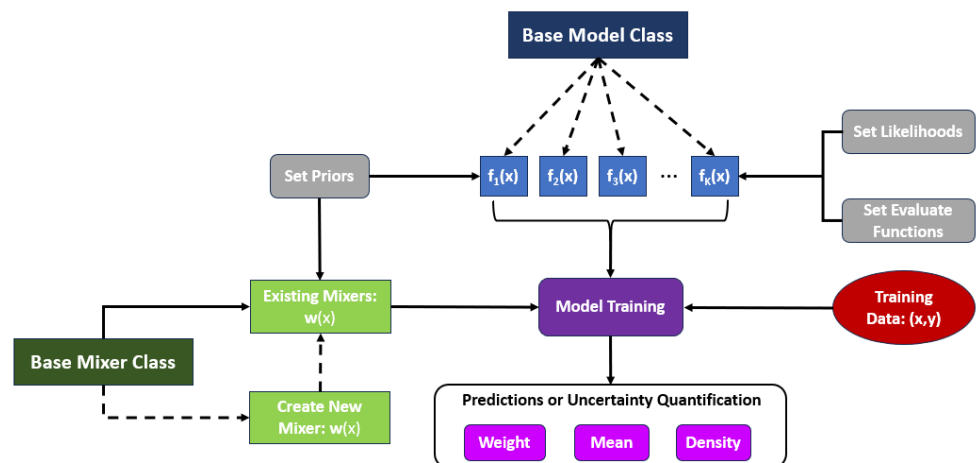 Base Model Class
Set Likelihoods
Set Priors
f₁(x)
f₂(x)
f₃(x)
...
fₖ(x)
Set Evaluate
Functions
Existing Mixers:
w(x)
Model Training
Training
Data: (x,y)
Base Mixer Class
Create New
Mixer: w(x)
Predictions or Uncertainty Quantification
Weight
Mean
Density